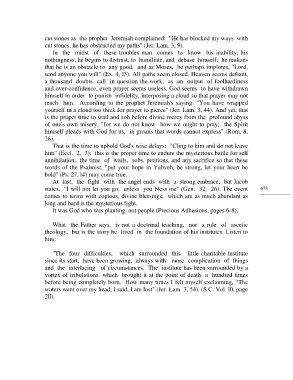 cut stones as the prophet Jeremiah complained: "He has blocked my ways with
cut stones, he has obstructed my paths" (Jer. Lam. 3, 9).
In the midst of these troubles man comes to know his inability, his
nothingness; he begins to distrust, to humiliate, and debase himself; he realizes
that he is an obstacle to any good, and as Moses, he perhaps implores, "Lord,
send anyone you will" (Ex. 4, 13). All paths seem closed. Heaven seems defiant,
a thousand doubts call in question the work, as an output of foolhardiness
and over-confidence, even prayer seems useless. God seems to have withdrawn
himself in order to punish infidelity, interposing a cloud so that prayer may not
reach him. According to the prophet Jeremiah's saying: "You have wrapped
yourself in a cloud too thick for prayer to pierce" (Jer. Lam. 3, 44). And yet, that
is the proper time to wail and sob before divine mercy from the profound abyss
of one's own misery, "for we do not know how we ought to pray; the Spirit
himself pleads with God for us, in groans that words cannot express" (Rom. 8,
26).
That is the time to uphold God's wise delays: "Cling to him and do not leave
him" (Eccl. 2, 3); this is the proper time to endure the mysterious battle for self
annihilation, the time of wails, sobs, petitions, and any sacrifice so that these
words of the Psalmist, "put your hope in Yahweh, be strong, let your heart be
bold" (Ps. 27, 14) may come true.
At last, the fight with the angel ends with a strong embrace, but Jacob
states, "I will not let you go, unless you bless me" (Gen. 32, 26). The event
comes to terms with copious, divine blessings, which are as much abundant as
long and hard is the mysterious fight.
It was God who was planting, not people (Precious Adhesions, pages 6-8).
What the Father says, is not a doctrinal teaching, nor a rule of ascetic
theology, but is the story he lived in the foundation of his institutes. Listen to
him:
"The four difficulties, which surrounded this little charitable institute
since its start, have been growing, always with more complication of things
and the interlacing of circumstances. The institute has been surrounded by a
vortex of tribulations which brought it at the point of death a hundred times
before being completely born. How many times I felt myself exclaiming, "The
waters went over my head; I said, I am lost" (Jer. Lam. 3, 54). (S.C. Vol. 10, page
211).